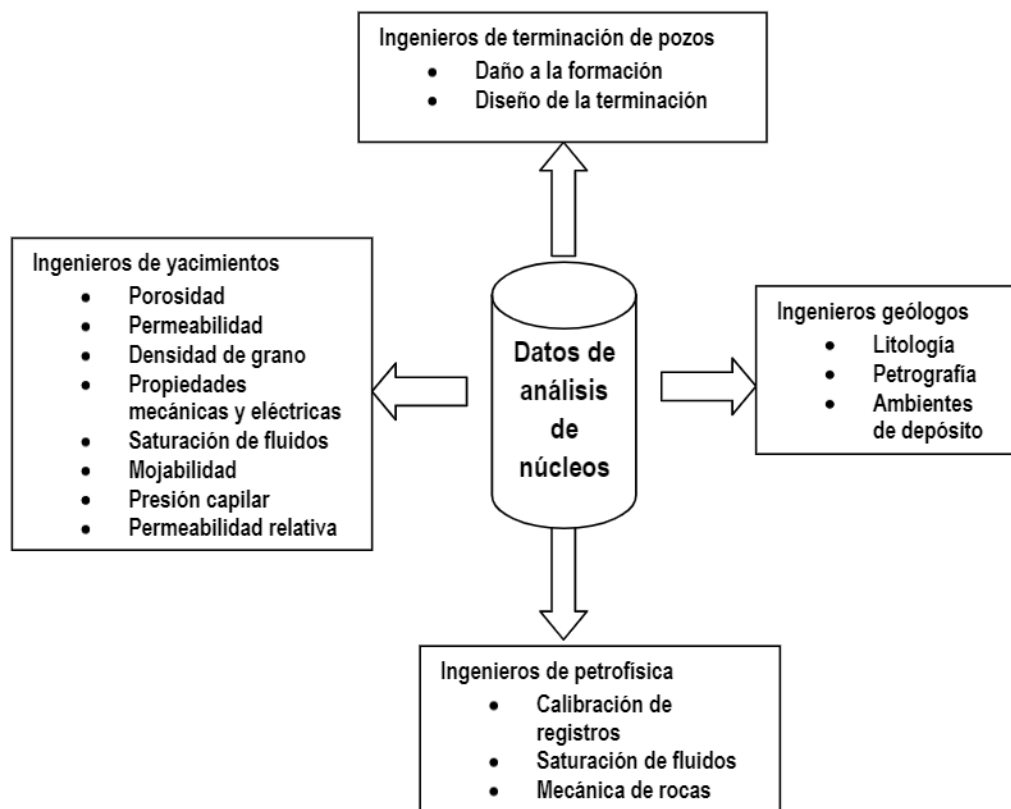 Ingenieros de terminación de pozos
• Daño a la formación
• Diseño de la terminación
Ingenieros de yacimientos
• Porosidad
• Permeabilidad
• Densidad de grano
• Propiedades
mecánicas y eléctricas
• Saturación de fluidos
• Mojabilidad
• Presión capilar
• Permeabilidad relativa
Datos de
análisis
de
núcleos
Ingenieros geólogos
• Litología
• Petrografía
• Ambientes
de depósito
Ingenieros de petrofísica
• Calibración de
registros
• Saturación de fluidos
• Mecánica de rocas